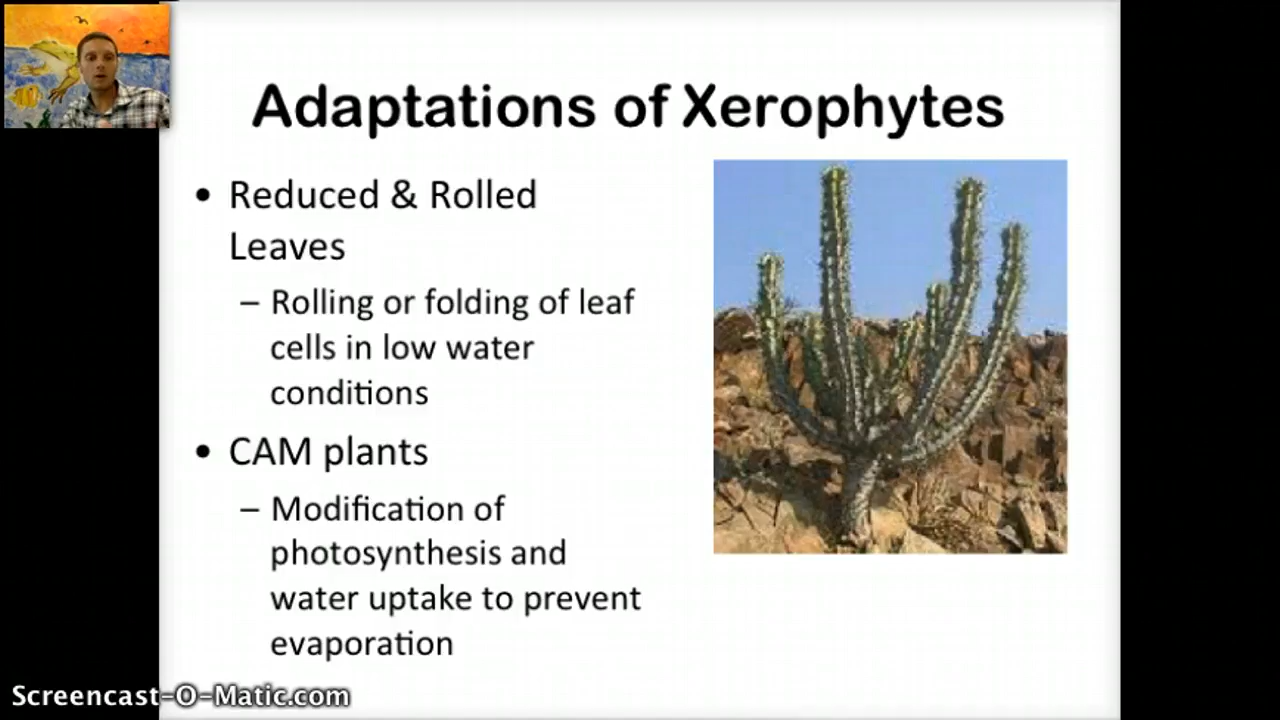 Adaptations of Xerophytes
• Reduced & Rolled
Leaves
– Rolling or folding of leaf
cells in low water
conditions
• CAM plants
– Modification of
photosynthesis and
water uptake to prevent
evaporation
Screencast-O-Matic.com